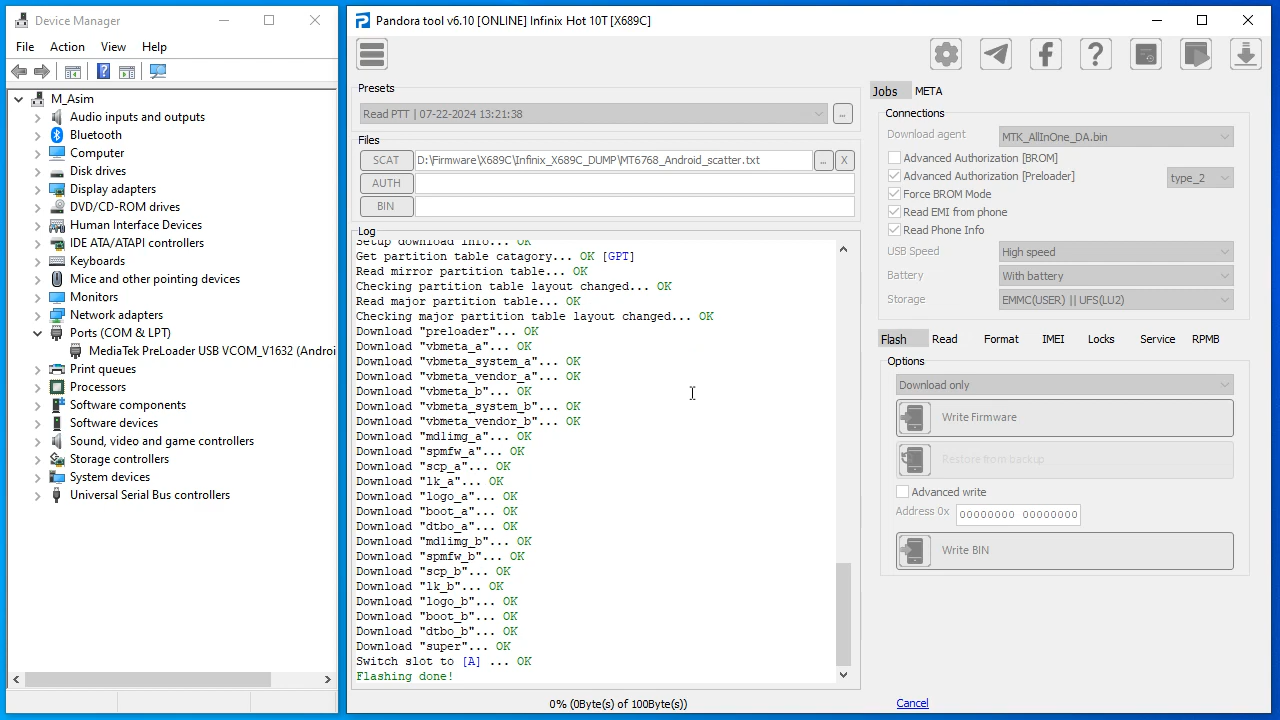 Device Manager
File Action View Help
M_Asim
Audio inputs and outputs
Bluetooth
Computer
Disk drives
Display adapters
DVD/CD-ROM drives
Human Interface Devices
IDE ATA/ATAPI controllers
Keyboards
Mice and other pointing devices
Monitors
Network adapters
Ports (COM & LPT)
MediaTek PreLoader USB VCOM_V1632 (Androi
Print queues
Processors
Software components
Software devices
Sound, video and game controllers
Storage controllers
System devices
Universal Serial Bus controllers
Pandora tool v6.10 [ONLINE] Infinix Hot 10T [X689C]
Presets
Read PTT | 07-22-2024 13:21:38 ...
Files
SCAT D:\Firmware\X689C\Infinix_X689C_DUMP\MT6768_Android_scatter.txt ... X
AUTH
BIN
Log
Setup download info... OK
Get partition table catagory... OK [GPT]
Read mirror partition table... OK
Checking partition table layout changed... OK
Read major partition table... OK
Checking major partition table layout changed... OK
Download "preloader"... OK
Download "vbmeta_a"... OK
Download "vbmeta_system_a"... OK
Download "vbmeta_vendor_a"... OK
Download "vbmeta_b"... OK
Download "vbmeta_system_b"... OK
Download "vbmeta_vendor_b"... OK
Download "md1img_a"... OK
Download "spmfw_a"... OK
Download "scp_a"... OK
Download "lk_a"... OK
Download "logo_a"... OK
Download "boot_a"... OK
Download "dtbo_a"... OK
Download "md1img_b"... OK
Download "spmfw_b"... OK
Download "scp_b"... OK
Download "lk_b"... OK
Download "logo_b"... OK
Download "boot_b"... OK
Download "dtbo_b"... OK
Download "super"... OK
Switch slot to [A] ... OK
Flashing done!
0% (0Byte(s) of 100Byte(s))
Jobs META
Connections
Download agent MTK_AllInOne_DA.bin
Advanced Authorization [BROM]
Advanced Authorization [Preloader] type_2
Force BROM Mode
Read EMI from phone
Read Phone Info
USB Speed High speed
Battery With battery
Storage EMMC(USER) || UFS(LU2)
Flash Read Format IMEI Locks Service RPMB
Options
Download only
Write Firmware
Restore from backup
Advanced write
Address 0x 00000000 00000000
Write BIN
Cancel